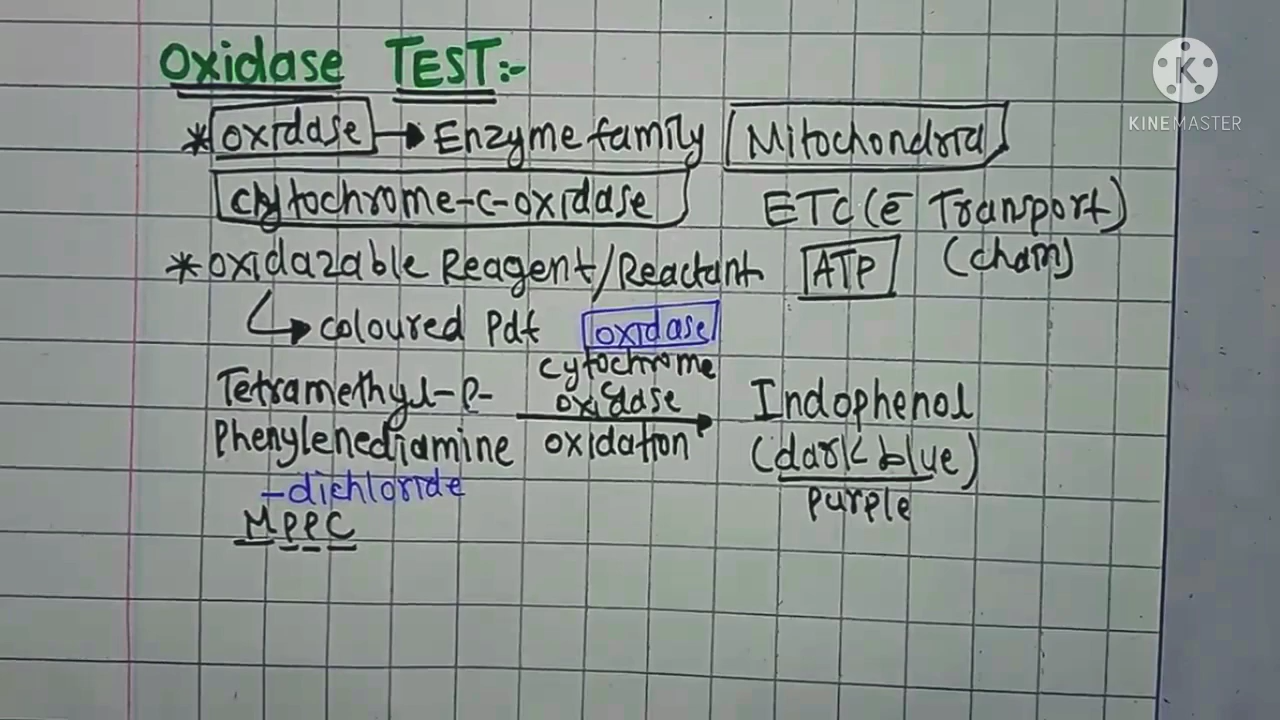 Oxidase TEST:-
* oxidase → Enzyme family Mitochondria
Cytochrome-c-oxidase ETC (e̅ Transport)
(chain)
* oxidazable Reagent/Reactant ATP
↳ coloured Pdt oxidase
Tetramethyl-P-
Phenylenediamine
-dichloride
cytochrome
C
oxidase
oxidation
Indophenol
(dark blue)
purple
MPPC
K
KINEMASTER